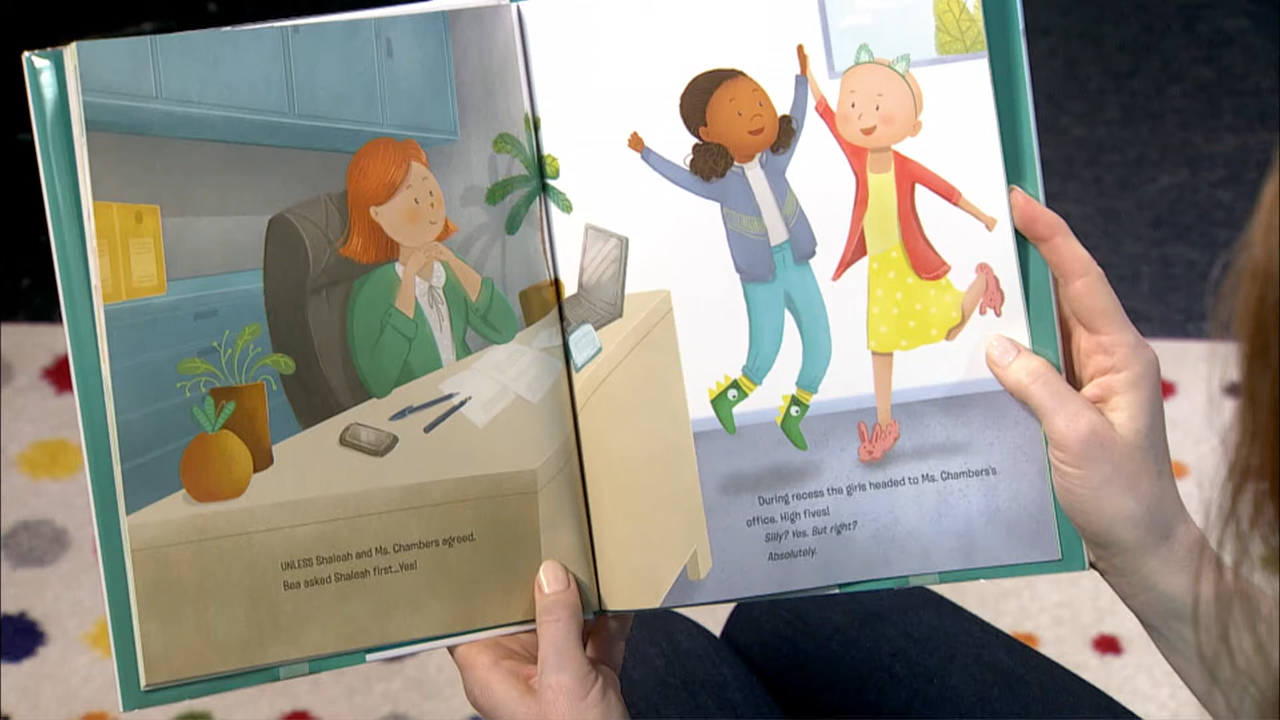 UNLESS Shaleah and Ms. Chambers agreed.
Bea asked Shaleah first...Yes!
During recess the girls headed to Ms. Chambers's
office. High fives!
Silly? Yes. But right?
Absolutely.